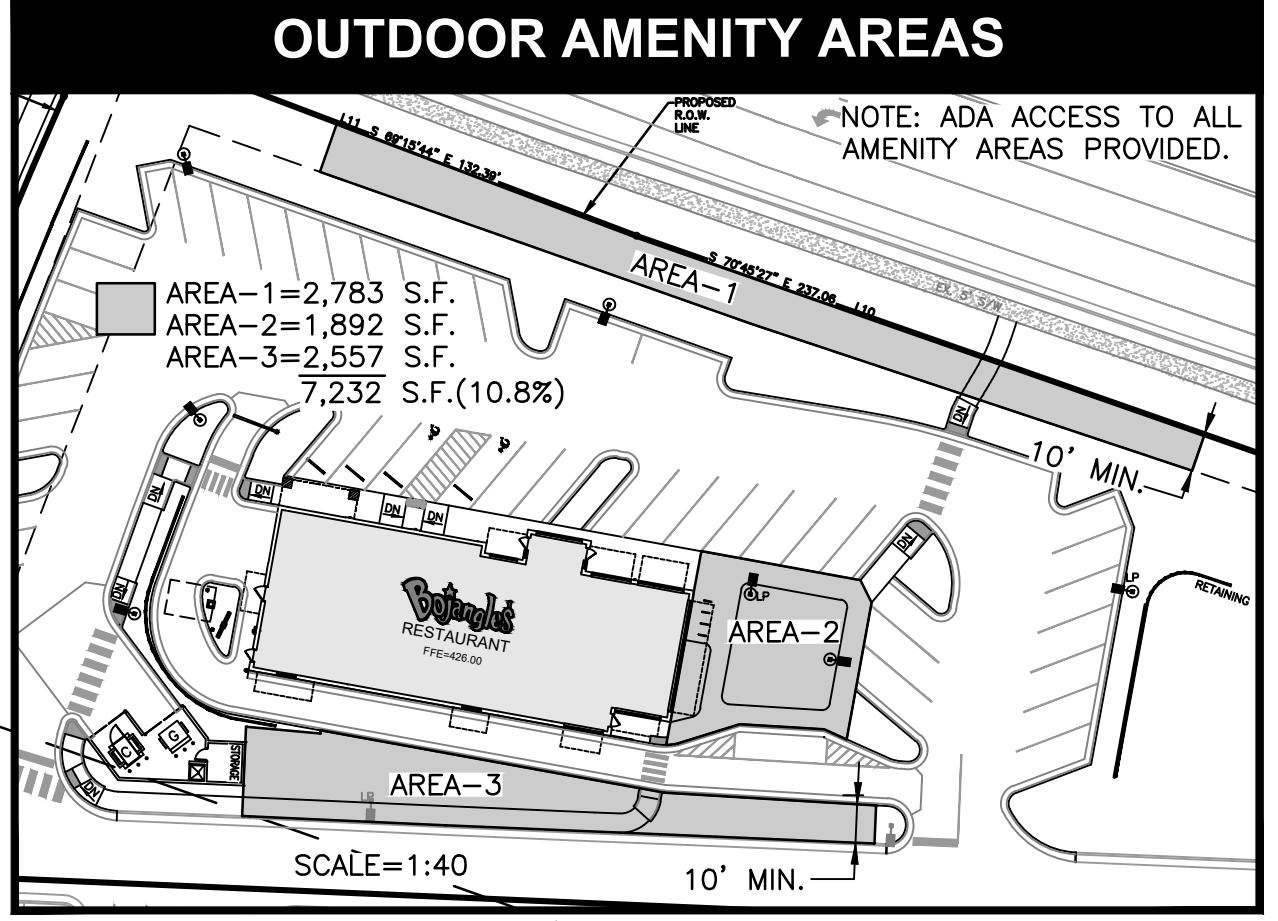 OUTDOOR AMENITY AREAS
PROPOSED
R.O.W.
LINE
NOTE: ADA ACCESS TO ALL
AMENITY AREAS PROVIDED.
L11 S 69°15'44" E 132.39'
S 70°45'27" E 237.06 L10
AREA-1
EX. 5' S/W
AREA-1=2,783 S.F.
AREA-2=1,892 S.F.
AREA-3=2,557 S.F.
7,232 S.F.(10.8%)
DN
10' MIN.
DN
DN
DN
DN
DN
DN
LP
RETAINING
LP
Bojangles'
RESTAURANT
FFE=426.00
AREA-2
C
G
STORAGE
DN
AREA-3
LP
SCALE=1:40
10' MIN.